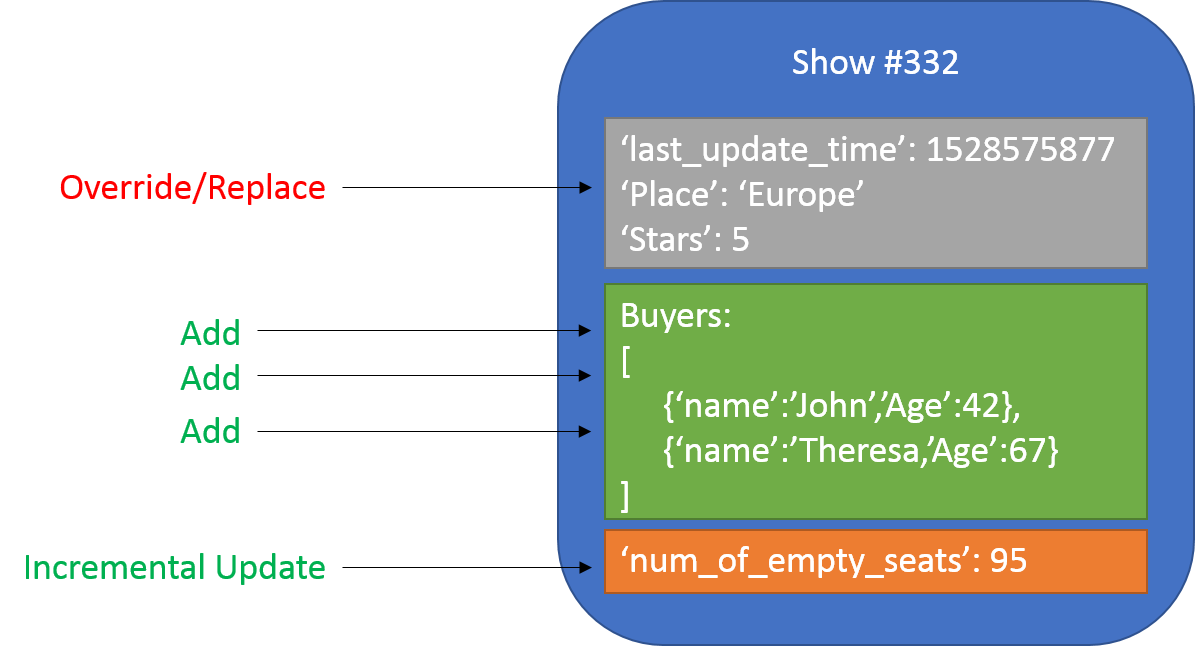 Show #332
Override/Replace
‘last_update_time’: 1528575877
‘Place’: ‘Europe’
‘Stars’: 5
Add
Add
Add
Buyers:
[
{‘name’:’John’,’Age’:42},
{‘name’:’Theresa,’Age’:67}
]
Incremental Update
‘num_of_empty_seats’: 95